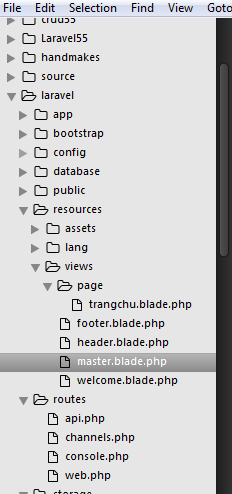 File Edit Selection Find View Goto
crud55
Laravel55
handmakes
source
laravel
app
bootstrap
config
database
public
resources
assets
lang
views
page
trangchu.blade.php
footer.blade.php
header.blade.php
master.blade.php
welcome.blade.php
routes
api.php
channels.php
console.php
web.php
storage